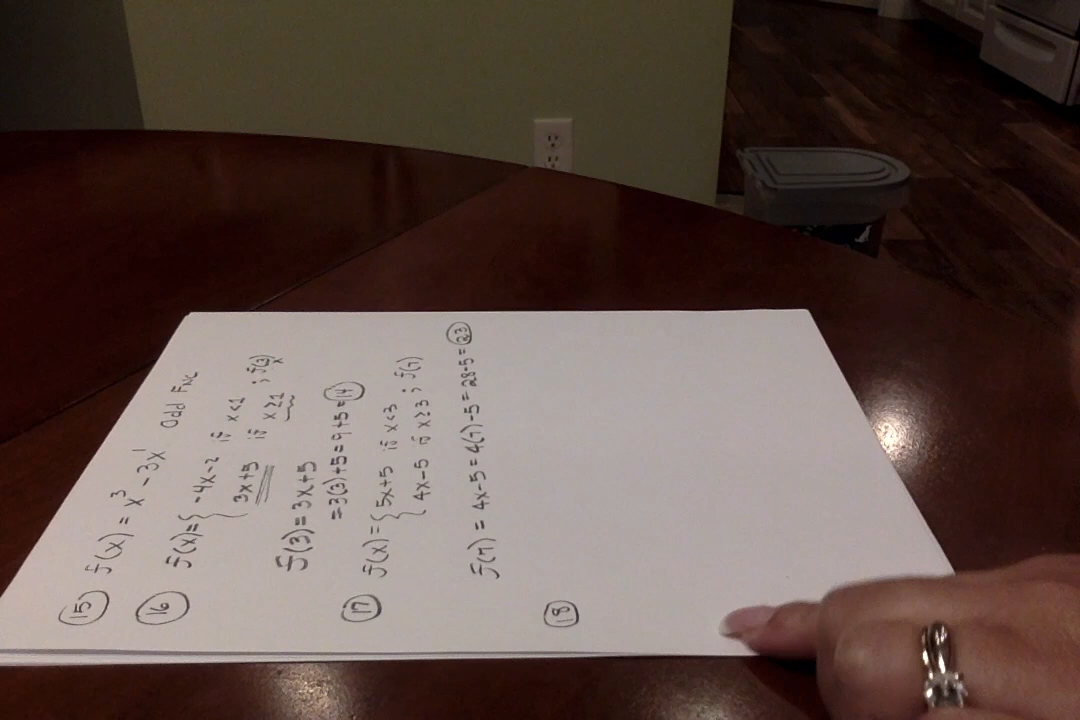 15 f(x) = x³ - 3x¹ Odd Fnc
16 f(x) = { -4x-2 if x<1
3x+5 if x≥1 ; f(3)
f(3) = 3x+5
= 3(3)+5 = 9+5 = 14
17 f(x) = { 5x+5 if x<3
4x-5 if x≥3 ; f(7)
f(7) = 4x-5 = 4(7)-5 = 28-5 = 23
18